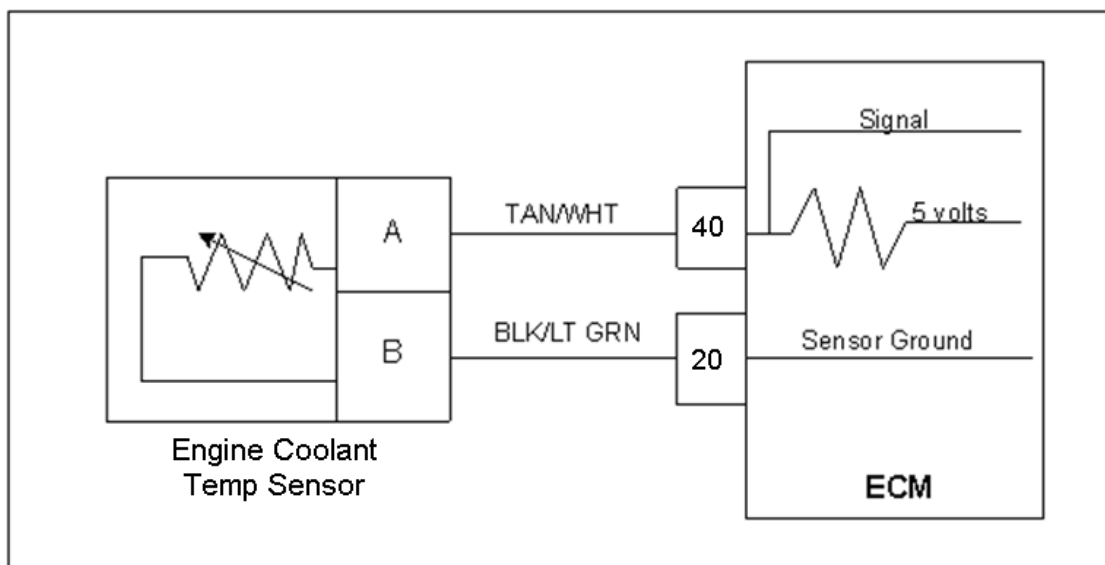 Signal
5 volts
A
TAN/WHT
40
B
BLK/LT GRN
20
Sensor Ground
Engine Coolant
Temp Sensor
ECM